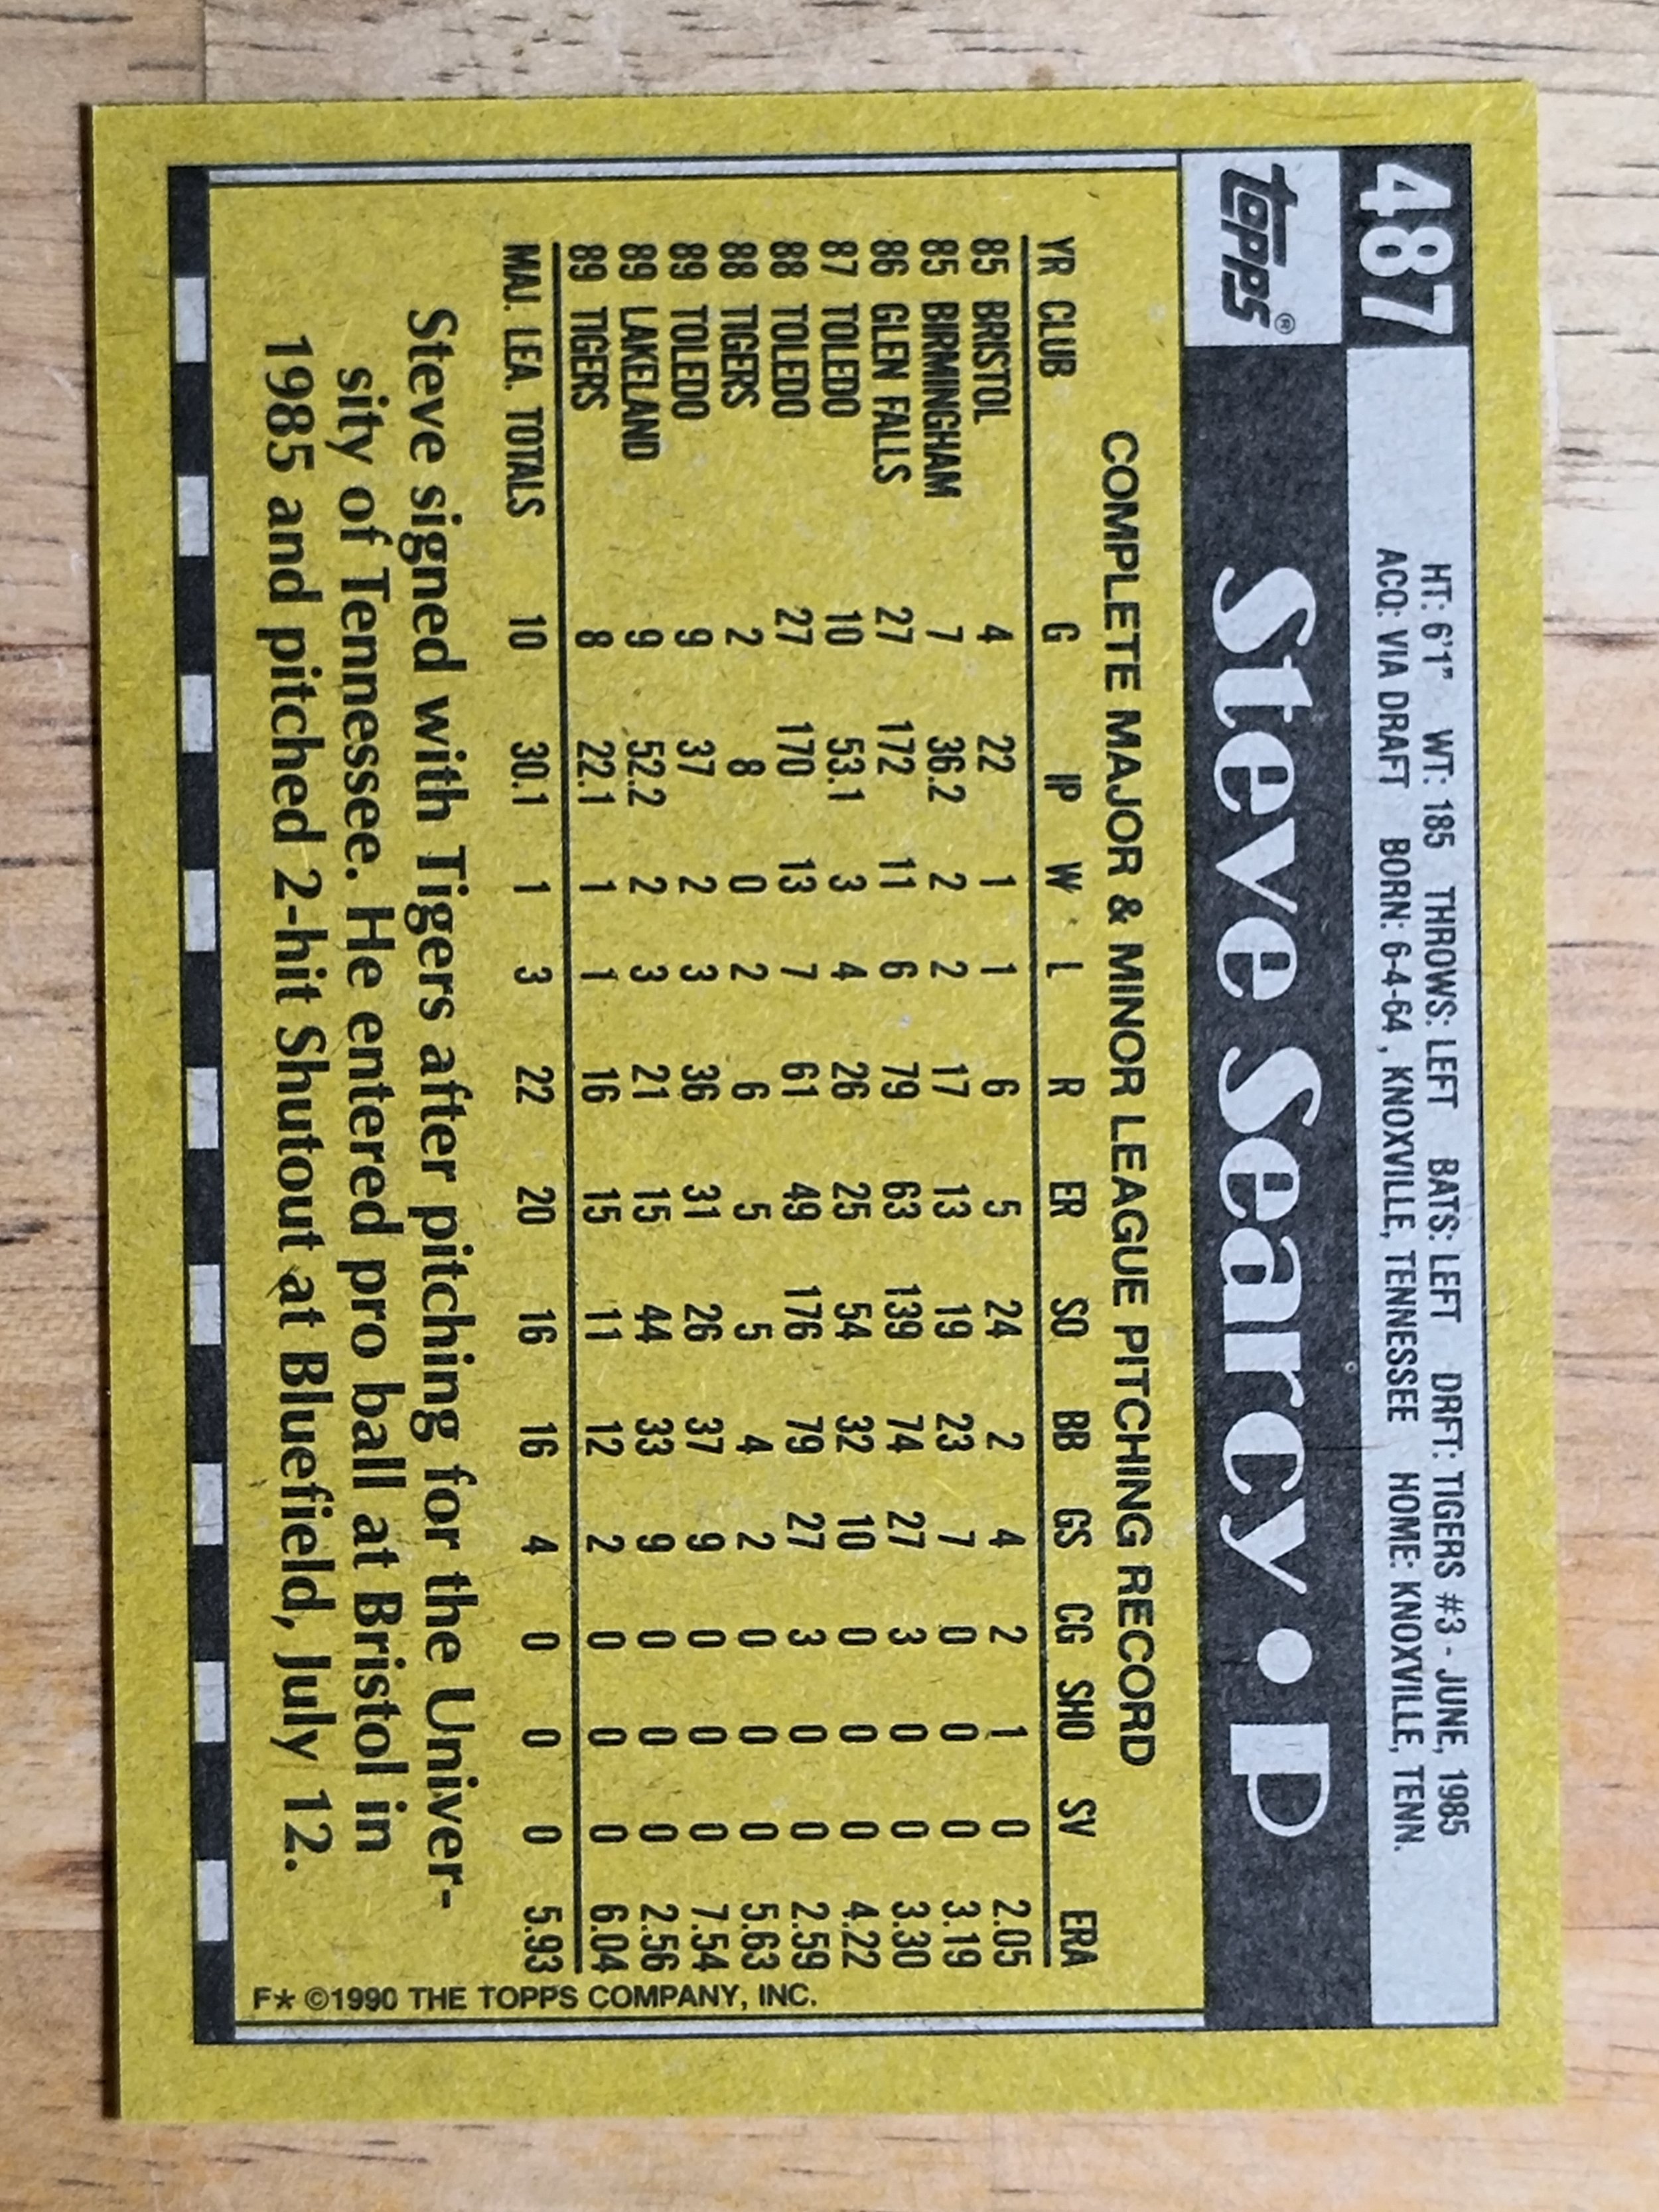 487
HT: 6'1" WT: 185 THROWS: LEFT BATS: LEFT DRFT: TIGERS #3 - JUNE, 1985
ACQ: VIA DRAFT BORN: 6-4-64, KNOXVILLE, TENNESSEE HOME: KNOXVILLE, TENN.
topps®
Steve Searcy • P
COMPLETE MAJOR & MINOR LEAGUE PITCHING RECORD
YR CLUB G IP W L R ER SO BB GS CG SHO SV ERA
85 BRISTOL 4 22 1 1 6 5 24 2 4 2 1 0 2.05
85 BIRMINGHAM 7 36.2 2 2 17 13 19 23 7 0 0 0 3.19
86 GLEN FALLS 27 172 11 6 79 63 139 74 27 3 0 0 3.30
87 TOLEDO 10 53.1 3 4 26 25 54 32 10 0 0 0 4.22
88 TOLEDO 27 170 13 7 61 49 176 79 27 3 0 0 2.59
88 TIGERS 2 8 0 2 6 5 5 4 2 0 0 0 5.63
89 TOLEDO 9 37 2 3 36 31 26 37 9 0 0 0 7.54
89 LAKELAND 9 52.2 2 3 21 15 44 33 9 0 0 0 2.56
89 TIGERS 8 22.1 1 1 16 15 11 12 2 0 0 0 6.04
MAJ. LEA. TOTALS 10 30.1 1 3 22 20 16 16 4 0 0 0 5.93
Steve signed with Tigers after pitching for the Univer-
sity of Tennessee. He entered pro ball at Bristol in
1985 and pitched 2-hit Shutout at Bluefield, July 12.
F* ©1990 THE TOPPS COMPANY, INC.